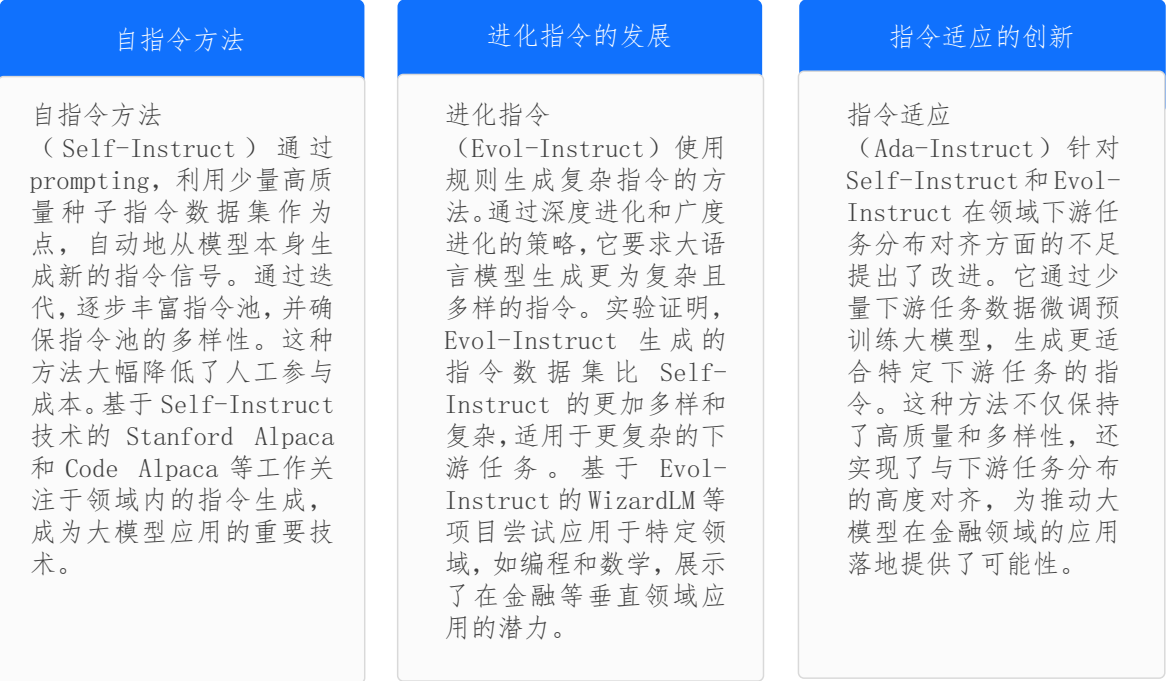 自指令方法
自指令方法
（Self-Instruct）通过
prompting，利用少量高质
量种子指令数据集作为
点，自动地从模型本身生
成新的指令信号。通过迭
代，逐步丰富指令池，并确
保指令池的多样性。这种
方法大幅降低了人工参与
成本。基于 Self-Instruct
技术的 Stanford Alpaca
和 Code Alpaca 等工作关
注于领域内的指令生成，
成为大模型应用的重要技
术。
进化指令的发展
进化指令
（Evol-Instruct）使用
规则生成复杂指令的方
法。通过深度进化和广度
进化的策略，它要求大语
言模型生成更为复杂且
多样的指令。实验证明，
Evol-Instruct 生成的
指令数据集比 Self-
Instruct 的更加多样和
复杂，适用于更复杂的下
游任务。基于 Evol-
Instruct 的 WizardLM 等
项目尝试应用于特定领
域，如编程和数学，展示
了在金融等垂直领域应
用的潜力。
指令适应的创新
指令适应
（Ada-Instruct）针对
Self-Instruct 和 Evol-
Instruct 在领域下游任
务分布对齐方面的不足
提出了改进。它通过少
量下游任务数据微调预
训练大模型，生成更适
合特定下游任务的指
令。这种方法不仅保持
了高质量和多样性，还
实现了与下游任务分布
的高度对齐，为推动大
模型在金融领域的应用
落地提供了可能性。